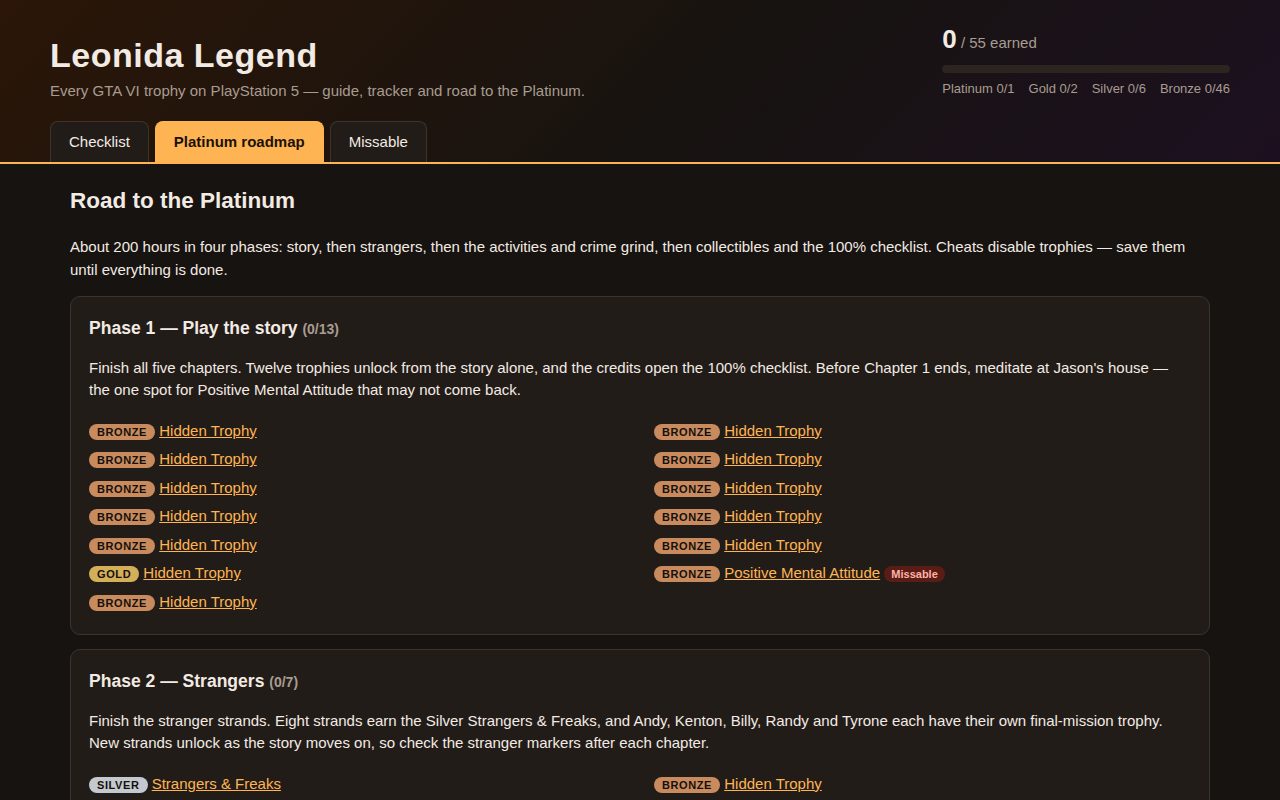 Leonida Legend
Every GTA VI trophy on PlayStation 5 — guide, tracker and road to the Platinum.
0 / 55 earned
Platinum 0/1 Gold 0/2 Silver 0/6 Bronze 0/46
Checklist Platinum roadmap Missable
Road to the Platinum
About 200 hours in four phases: story, then strangers, then the activities and crime grind, then collectibles and the 100% checklist. Cheats disable trophies — save them
until everything is done.
Phase 1 — Play the story (0/13)
Finish all five chapters. Twelve trophies unlock from the story alone, and the credits open the 100% checklist. Before Chapter 1 ends, meditate at Jason's house —
the one spot for Positive Mental Attitude that may not come back.
BRONZE Hidden Trophy BRONZE Hidden Trophy
BRONZE Hidden Trophy BRONZE Hidden Trophy
BRONZE Hidden Trophy BRONZE Hidden Trophy
BRONZE Hidden Trophy BRONZE Hidden Trophy
BRONZE Hidden Trophy BRONZE Hidden Trophy
GOLD Hidden Trophy BRONZE Positive Mental Attitude Missable
BRONZE Hidden Trophy
Phase 2 — Strangers (0/7)
Finish the stranger strands. Eight strands earn the Silver Strangers & Freaks, and Andy, Kenton, Billy, Randy and Tyrone each have their own final-mission trophy.
New strands unlock as the story moves on, so check the stranger markers after each chapter.
SILVER Strangers & Freaks BRONZE Hidden Trophy